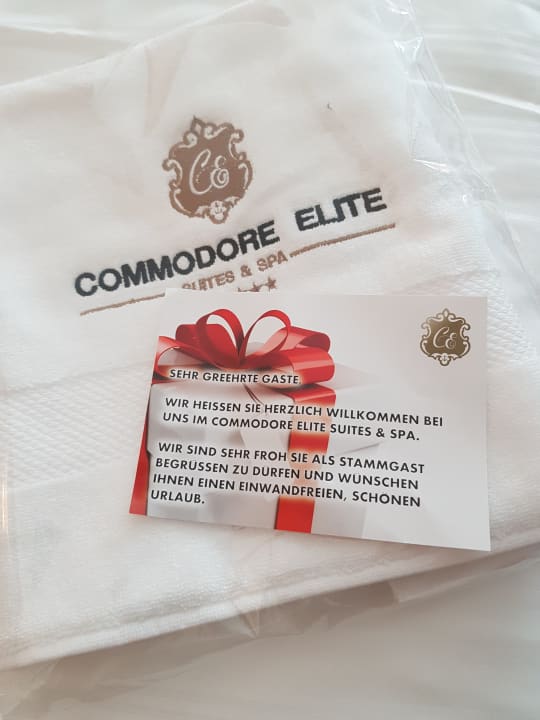 CE
COMMODORE ELITE
SUITES & SPA
CE
SEHR GREEHRTE GASTE
WIR HEISSEN SIE HERZLICH WILLKOMMEN BEI
UNS IM COMMODORE ELITE SUITES & SPA.
WIR SIND SEHR FROH SIE ALS STAMMGAST
BEGRUSSEN ZU DURFEN UND WUNSCHEN
IHNEN EINEN EINWANDFREIEN, SCHONEN
URLAUB.